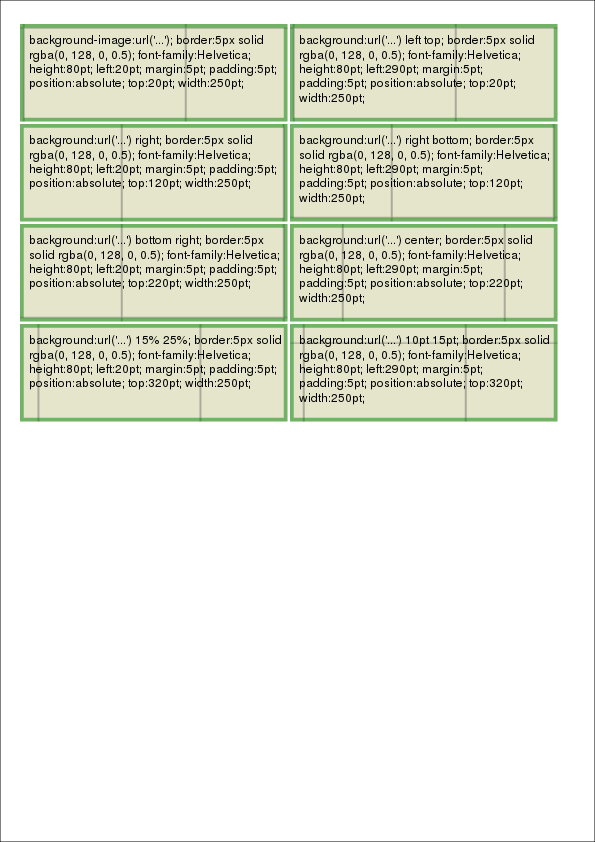 background-image:url('...'); border:5px solid
rgba(0, 128, 0, 0.5); font-family:Helvetica;
height:80pt; left:20pt; margin:5pt; padding:5pt;
position:absolute; top:20pt; width:250pt;
background:url('...') left top; border:5px solid
rgba(0, 128, 0, 0.5); font-family:Helvetica;
height:80pt; left:290pt; margin:5pt;
padding:5pt; position:absolute; top:20pt;
width:250pt;
background:url('...') right; border:5px solid
rgba(0, 128, 0, 0.5); font-family:Helvetica;
height:80pt; left:20pt; margin:5pt; padding:5pt;
position:absolute; top:120pt; width:250pt;
background:url('...') right bottom; border:5px
solid rgba(0, 128, 0, 0.5); font-family:Helvetica;
height:80pt; left:290pt; margin:5pt;
padding:5pt; position:absolute; top:120pt;
width:250pt;
background:url('...') bottom right; border:5px
solid rgba(0, 128, 0, 0.5); font-family:Helvetica;
height:80pt; left:20pt; margin:5pt; padding:5pt;
position:absolute; top:220pt; width:250pt;
background:url('...') center; border:5px solid
rgba(0, 128, 0, 0.5); font-family:Helvetica;
height:80pt; left:290pt; margin:5pt;
padding:5pt; position:absolute; top:220pt;
width:250pt;
background:url('...') 15% 25%; border:5px solid
rgba(0, 128, 0, 0.5); font-family:Helvetica;
height:80pt; left:20pt; margin:5pt; padding:5pt;
position:absolute; top:320pt; width:250pt;
background:url('...') 10pt 15pt; border:5px solid
rgba(0, 128, 0, 0.5); font-family:Helvetica;
height:80pt; left:290pt; margin:5pt;
padding:5pt; position:absolute; top:320pt;
width:250pt;